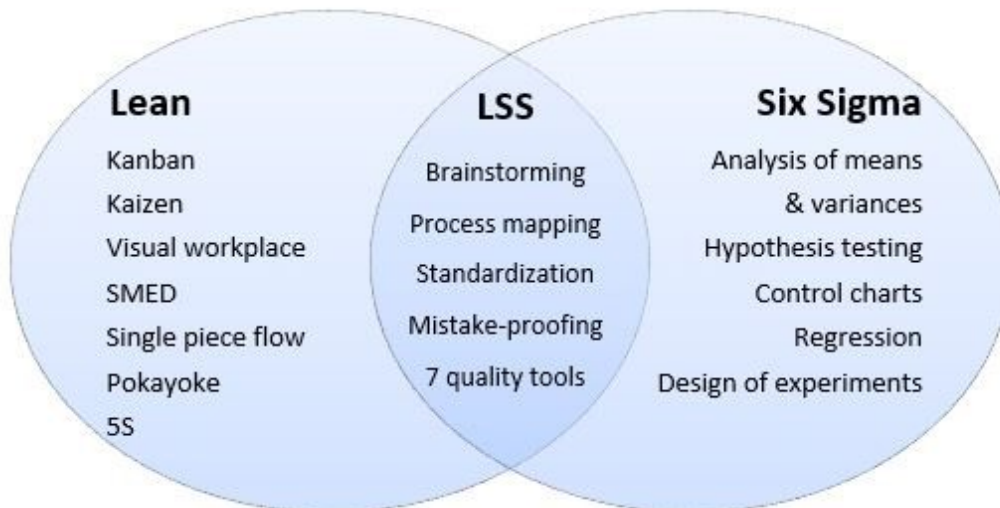 Lean
Kanban
Kaizen
Visual workplace
SMED
Single piece flow
Pokayoke
5S
LSS
Brainstorming
Process mapping
Standardization
Mistake-proofing
7 quality tools
Six Sigma
Analysis of means
& variances
Hypothesis testing
Control charts
Regression
Design of experiments